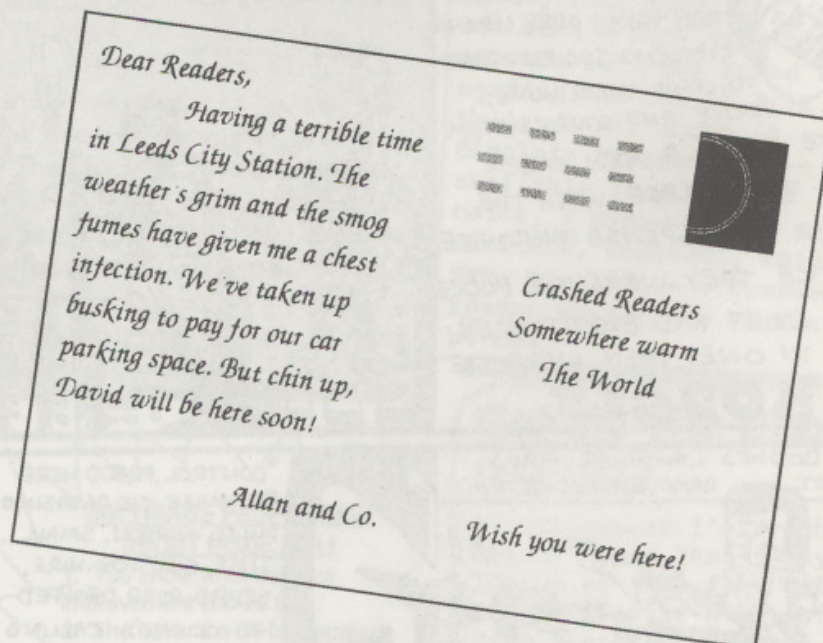 Dear Readers,
Having a terrible time
in Leeds City Station. The
weather's grim and the smog
fumes have given me a chest
infection. We've taken up
busking to pay for our car
parking space. But chin up,
David will be here soon!
Allan and Co.
Crashed Readers
Somewhere warm
The World
Wish you were here!